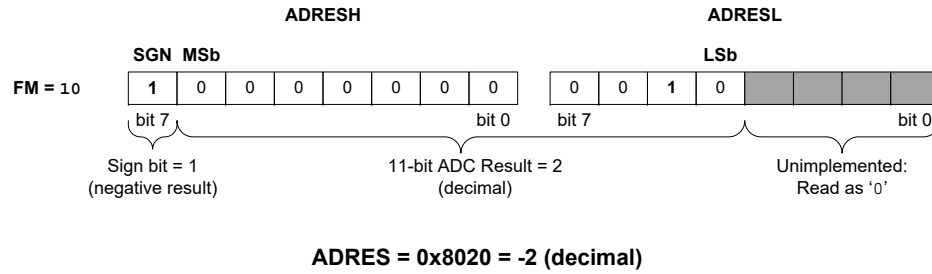 ADRESH ADRESL
SGN MSb LSb
FM = 10 1 0 0 0 0 0 0 0 0 0 1 0
bit 7 bit 0 bit 7 bit 0
Sign bit = 1 11-bit ADC Result = 2 Unimplemented:
(negative result) (decimal) Read as ‘0’
ADRES = 0x8020 = -2 (decimal)